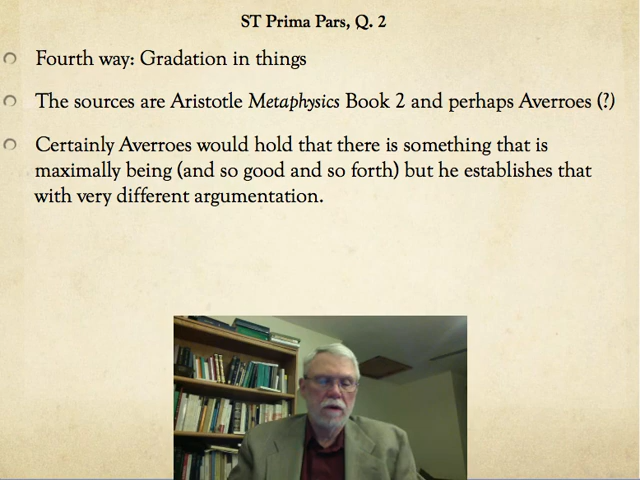 ST Prima Pars, Q. 2
Fourth way: Gradation in things
The sources are Aristotle Metaphysics Book 2 and perhaps Averroes (?)
Certainly Averroes would hold that there is something that is
maximally being (and so good and so forth) but he establishes that
with very different argumentation.